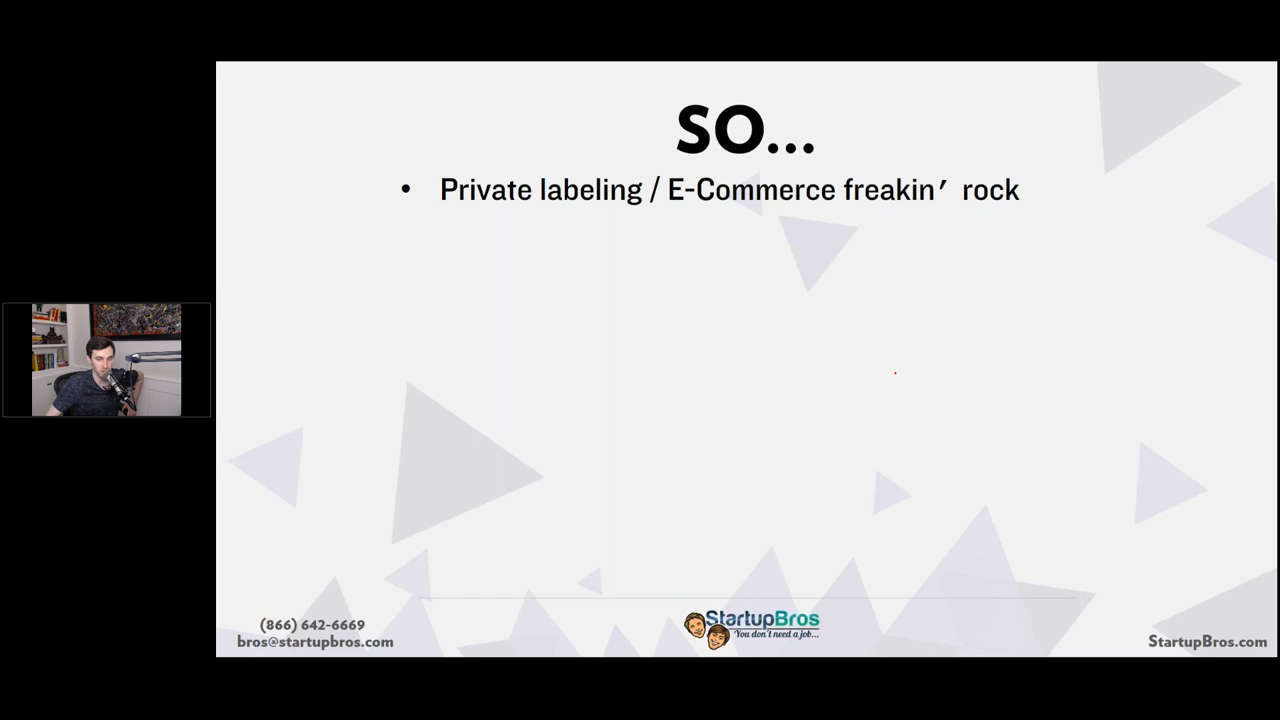 SO...
• Private labeling / E-Commerce freakin’ rock
(866) 642-6669
bros@startupbros.com
StartupBros
"You don't need a job...
StartupBros.com